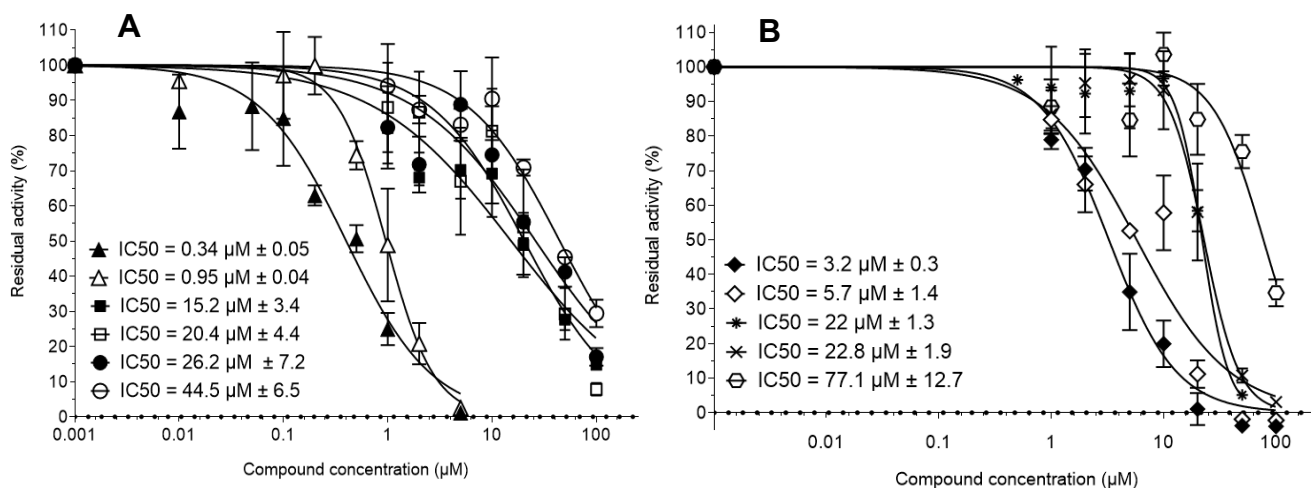 A
110
100
90
80
70
60
50
40
30
20
10
0
Residual activity (%)
IC50 = 0.34 µM ± 0.05
IC50 = 0.95 µM ± 0.04
IC50 = 15.2 µM ± 3.4
IC50 = 20.4 µM ± 4.4
IC50 = 26.2 µM ± 7.2
IC50 = 44.5 µM ± 6.5
0.001 0.01 0.1 1 10 100
Compound concentration (µM)
B
110
100
90
80
70
60
50
40
30
20
10
0
Residual activity (%)
IC50 = 3.2 µM ± 0.3
IC50 = 5.7 µM ± 1.4
IC50 = 22 µM ± 1.3
IC50 = 22.8 µM ± 1.9
IC50 = 77.1 µM ± 12.7
0.01 0.1 1 10 100
Compound concentration (µM)